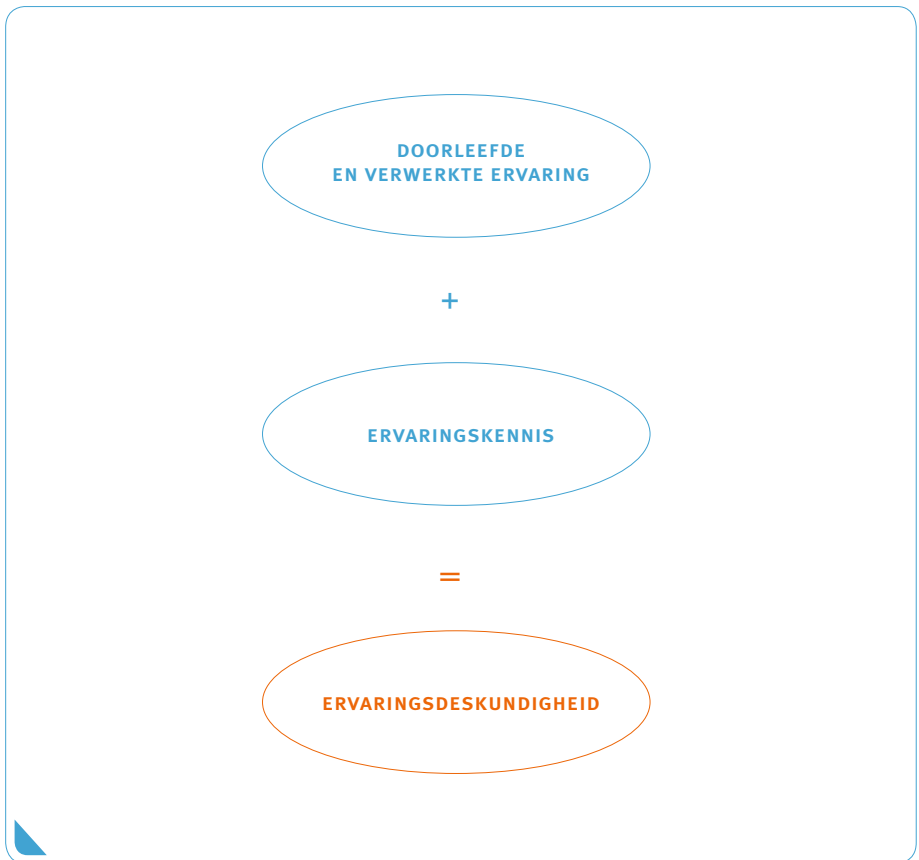 DOORLEEFDE
EN VERWERKTE ERVARING
+
ERVARINGSKENNIS
=
ERVARINGSDESKUNDIGHEID